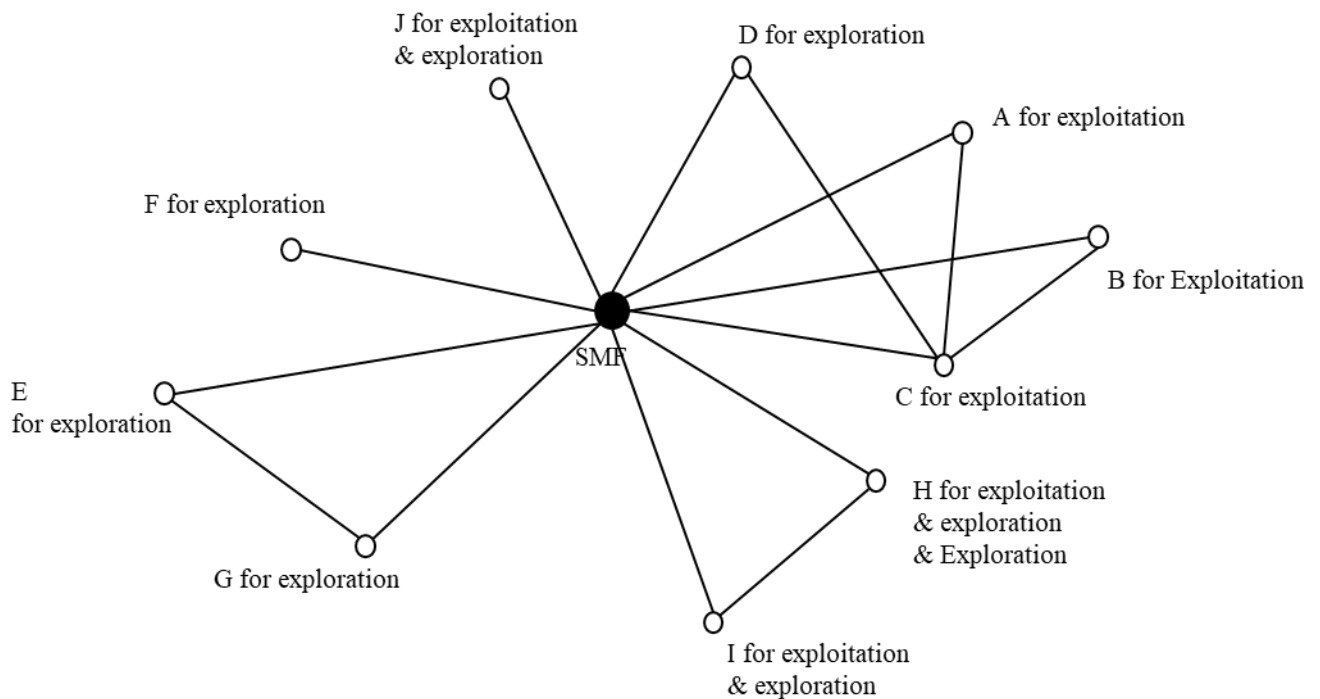 J for exploitation
& exploration
D for exploration
A for exploitation
F for exploration
B for Exploitation
SMF
E
for exploration
C for exploitation
H for exploitation
& exploration
& Exploration
G for exploration
I for exploitation
& exploration